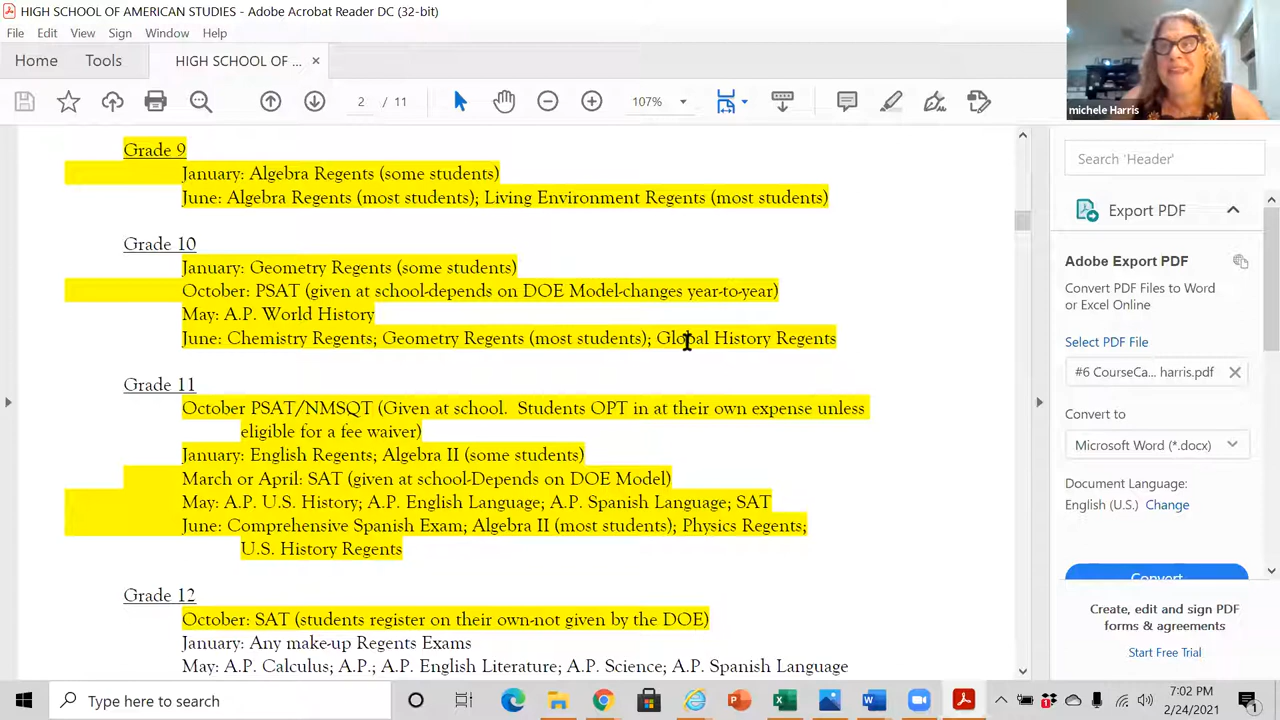 HIGH SCHOOL OF AMERICAN STUDIES - Adobe Acrobat Reader DC (32-bit)
File Edit View Sign Window Help
Home Tools HIGH SCHOOL OF ... ×
2 / 11 107%
michele Harris
Grade 9
January: Algebra Regents (some students)
June: Algebra Regents (most students); Living Environment Regents (most students)
Grade 10
January: Geometry Regents (some students)
October: PSAT (given at school-depends on DOE Model-changes year-to-year)
May: A.P. World History
June: Chemistry Regents; Geometry Regents (most students); Global History Regents
Grade 11
October PSAT/NMSQT (Given at school. Students OPT in at their own expense unless
eligible for a fee waiver)
January: English Regents; Algebra II (some students)
March or April: SAT (given at school-Depends on DOE Model)
May: A.P. U.S. History; A.P. English Language; A.P. Spanish Language; SAT
June: Comprehensive Spanish Exam; Algebra II (most students); Physics Regents;
U.S. History Regents
Grade 12
October: SAT (students register on their own-not given by the DOE)
January: Any make-up Regents Exams
May: A.P. Calculus; A.P.; A.P. English Literature; A.P. Science; A.P. Spanish Language
Search 'Header'
Export PDF
Adobe Export PDF
Convert PDF Files to Word
or Excel Online
Select PDF File
#6 CourseCa... harris.pdf
Convert to
Microsoft Word (*.docx)
Document Language:
English (U.S.) Change
Convert
Create, edit and sign PDF
forms & agreements
Start Free Trial
Type here to search
7:02 PM
2/24/2021